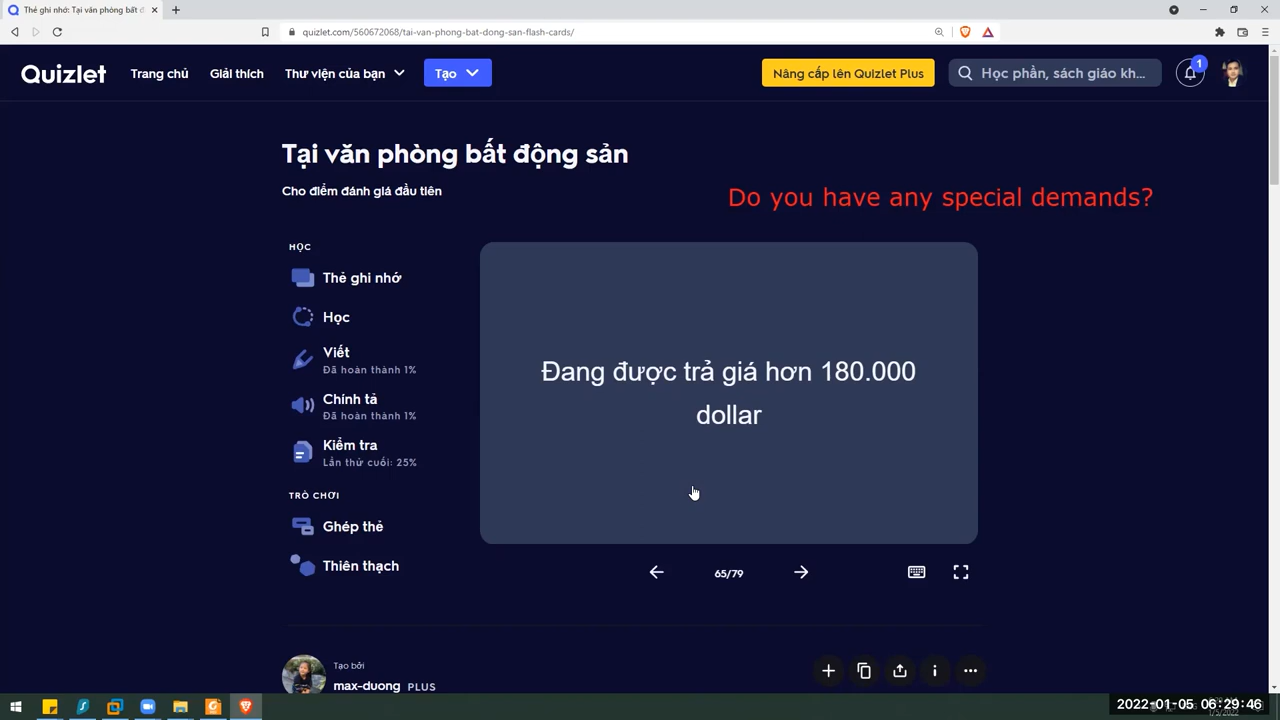 Thẻ ghi nhớ: Tại văn phòng bất đ
quizlet.com/560672068/tai-van-phong-bat-dong-san-flash-cards/
Quizlet
Trang chủ
Giải thích
Thư viện của bạn
Tạo
Nâng cấp lên Quizlet Plus
Học phần, sách giáo kh...
1
Tại văn phòng bất động sản
Cho điểm đánh giá đầu tiên
Do you have any special demands?
HỌC
Thẻ ghi nhớ
Học
Viết
Đã hoàn thành 1%
Chính tả
Đã hoàn thành 1%
Kiểm tra
Lần thử cuối: 25%
TRÒ CHƠI
Ghép thẻ
Thiên thạch
Đang được trả giá hơn 180.000
dollar
65/79
Tạo bởi
max-duong PLUS
2022-01-05 06:29:46